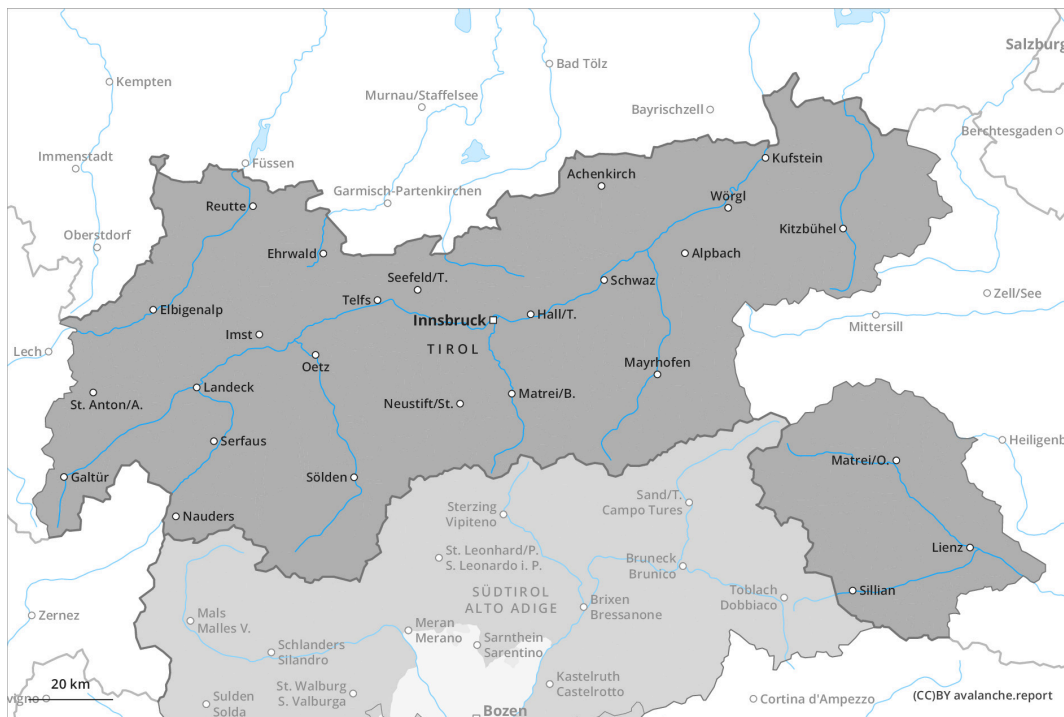 Salzburg
Bad Tölz
Kempten
Murnau/Staffelsee
Bayrischzell
Berchtesgaden
Immenstadt
Füssen
Kufstein
Achenkirch
Garmisch-Partenkirchen
Reutte
Wörgl
Oberstdorf
Kitzbühel
Ehrwald
Alpbach
Seefeld/T.
Schwaz
Zell/See
Telfs
Elbigenalp
Innsbruck
Hall/T.
Mittersill
Imst
TIROL
Lech
Oetz
Mayrhofen
Landeck
St. Anton/A.
Neustift/St.
Matrei/B.
Serfaus
Heiligenb
Matrei/O.
Galtür
Sölden
Sand/T.
Campo Tures
Sterzing
Vipiteno
Nauders
Lienz
St. Leonhard/P.
S. Leonardo i. P.
Bruneck
Brunico
SÜDTIROL
ALTO ADIGE
Sillian
Toblach
Dobbiaco
Brixen
Bressanone
Zernez
Mals
Malles V.
Meran
Merano
Sarnthein
Sarentino
Schlanders
Silandro
Kastelruth
Castelrotto
20 km
vigno
St. Walburg
S. Valburga
Sulden
Solda
Cortina d'Ampezzo
(CC)BY avalanche.report
Bozen